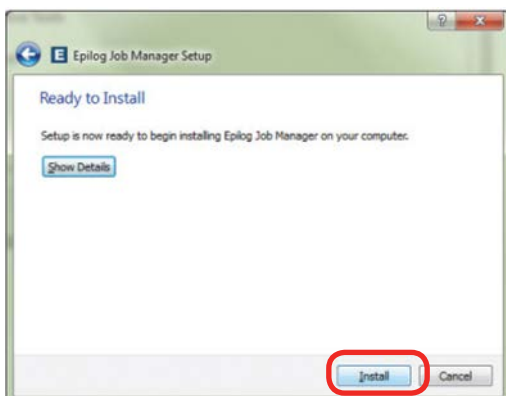 Epilog Job Manager Setup
Ready to Install
Setup is now ready to begin installing Epilog Job Manager on your computer.
Show Details
Install Cancel